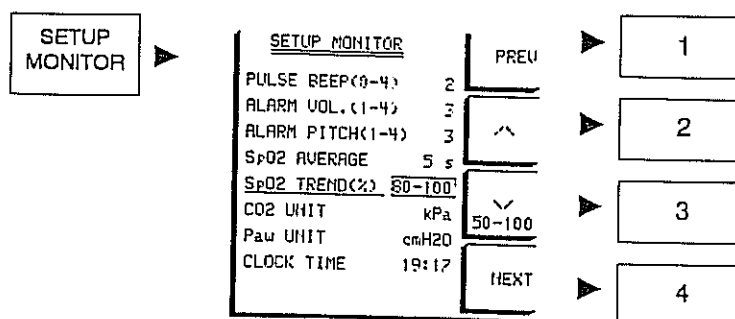 SETUP
MONITOR
SETUP MONITOR
PULSE BEEP(0-4) 2
ALARM VOL.(1-4) 3
ALARM PITCH(1-4) 3
SpO2 AVERAGE 5 s
SpO2 TREND(%) 80-100
CO2 UNIT kPa
Paw UNIT cmH2O
CLOCK TIME 19:17
PREV
50-100
NEXT
1
2
3
4